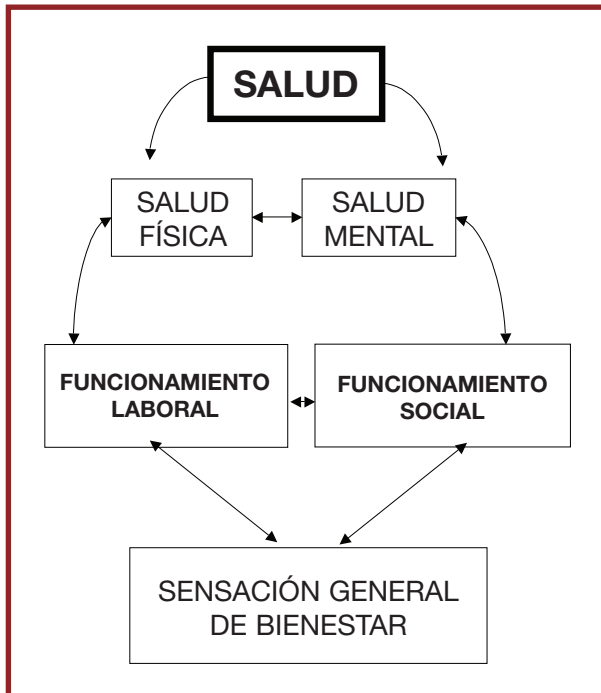 SALUD
SALUD
FÍSICA
SALUD
MENTAL
FUNCIONAMIENTO
LABORAL
FUNCIONAMIENTO
SOCIAL
SENSACIÓN GENERAL
DE BIENESTAR